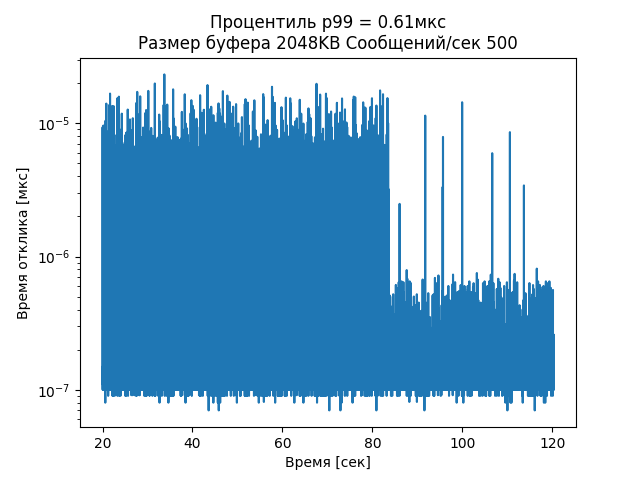 Процентиль p99 = 0.61мкс
Размер буфера 2048KB Сообщений/сек 500
Время отклика [мкс]
10⁻⁵
10⁻⁶
10⁻⁷
20 40 60 80 100 120
Время [сек]